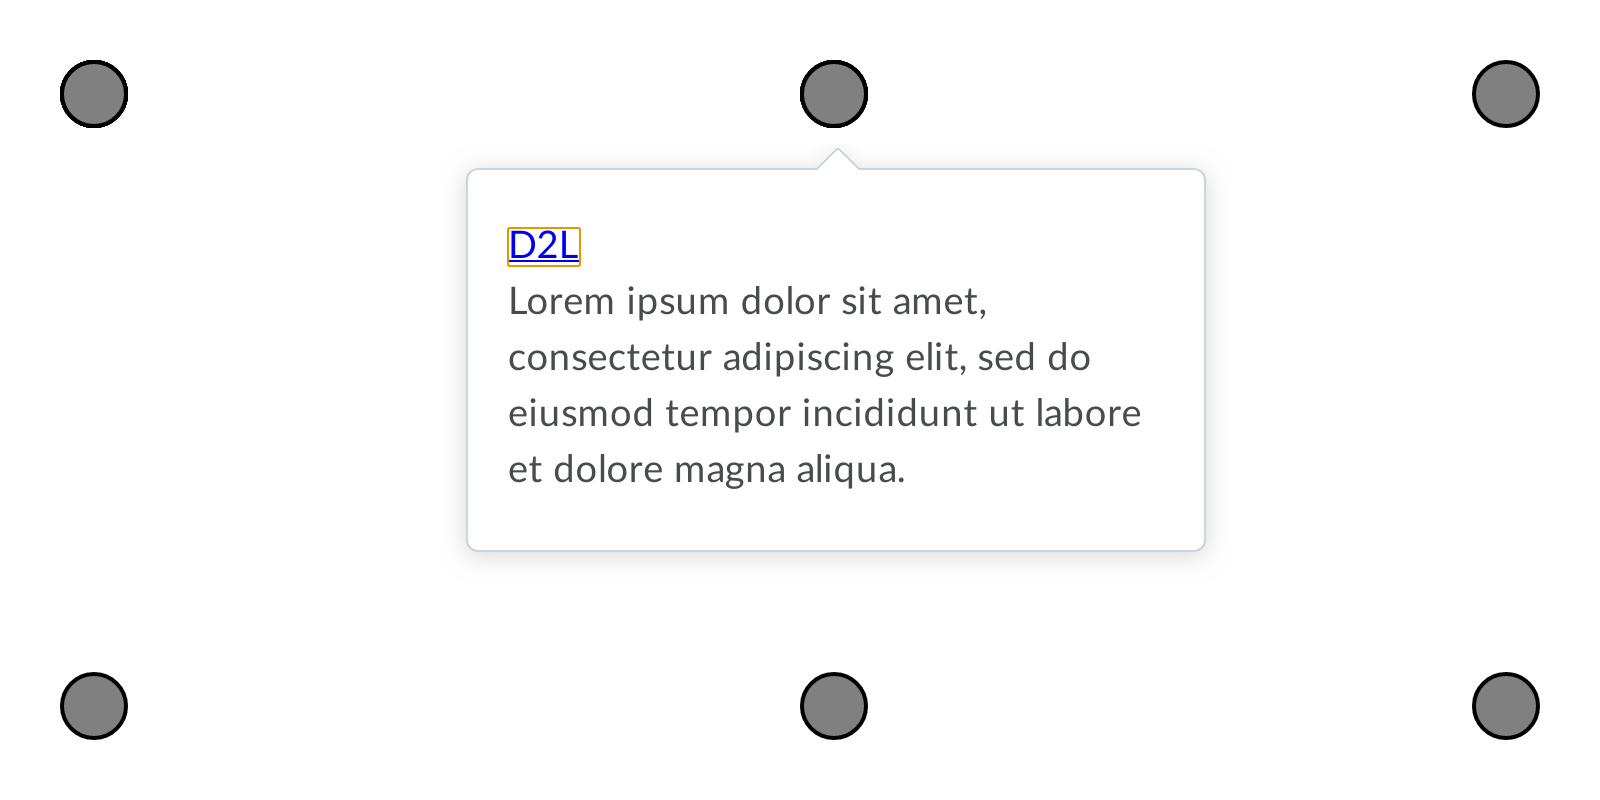 D2L
Lorem ipsum dolor sit amet,
consectetur adipiscing elit, sed do
eiusmod tempor incididunt ut labore
et dolore magna aliqua.